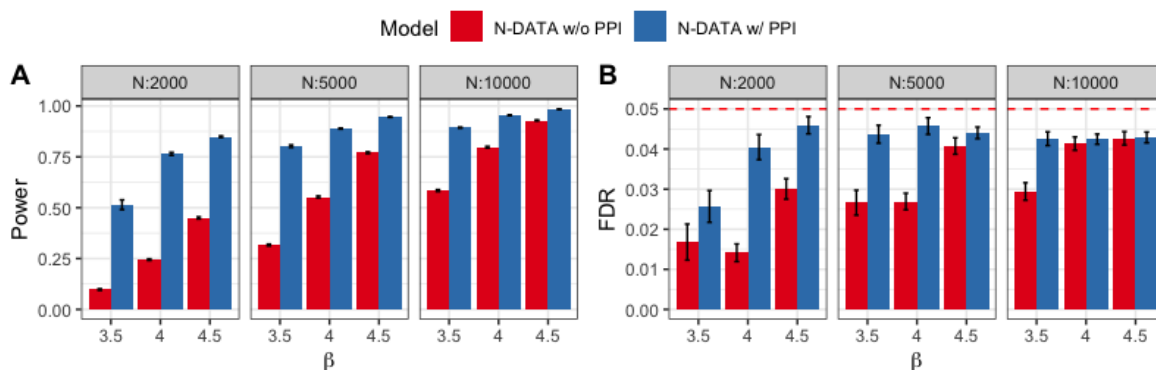 Model N-DATA w/o PPI N-DATA w/ PPI
A
N:2000 N:5000 N:10000
Power
1.00
0.75
0.50
0.25
0.00
3.5 4 4.5 3.5 4 4.5 3.5 4 4.5
β
B
N:2000 N:5000 N:10000
FDR
0.05
0.04
0.03
0.02
0.01
0.00
3.5 4 4.5 3.5 4 4.5 3.5 4 4.5
β